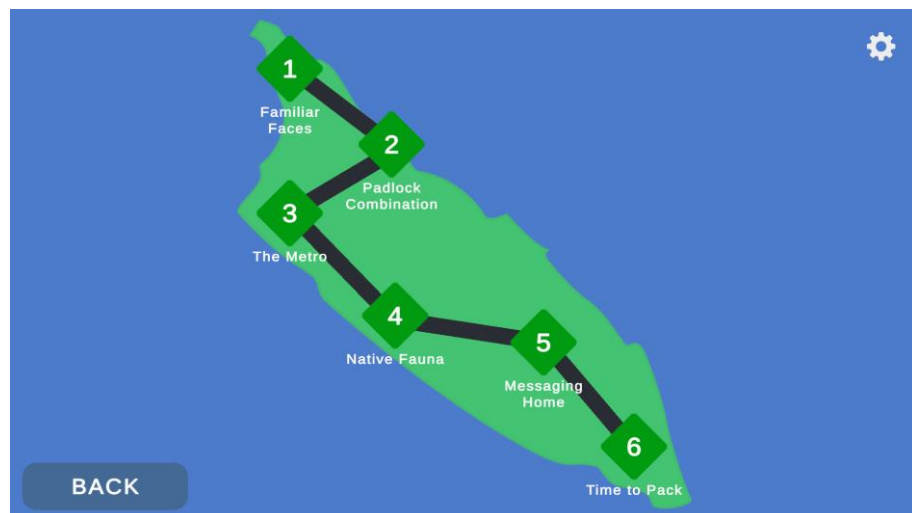 1
Familiar
Faces
2
Padlock
Combination
3
The Metro
4
Native Fauna
5
Messaging
Home
6
Time to Pack
BACK